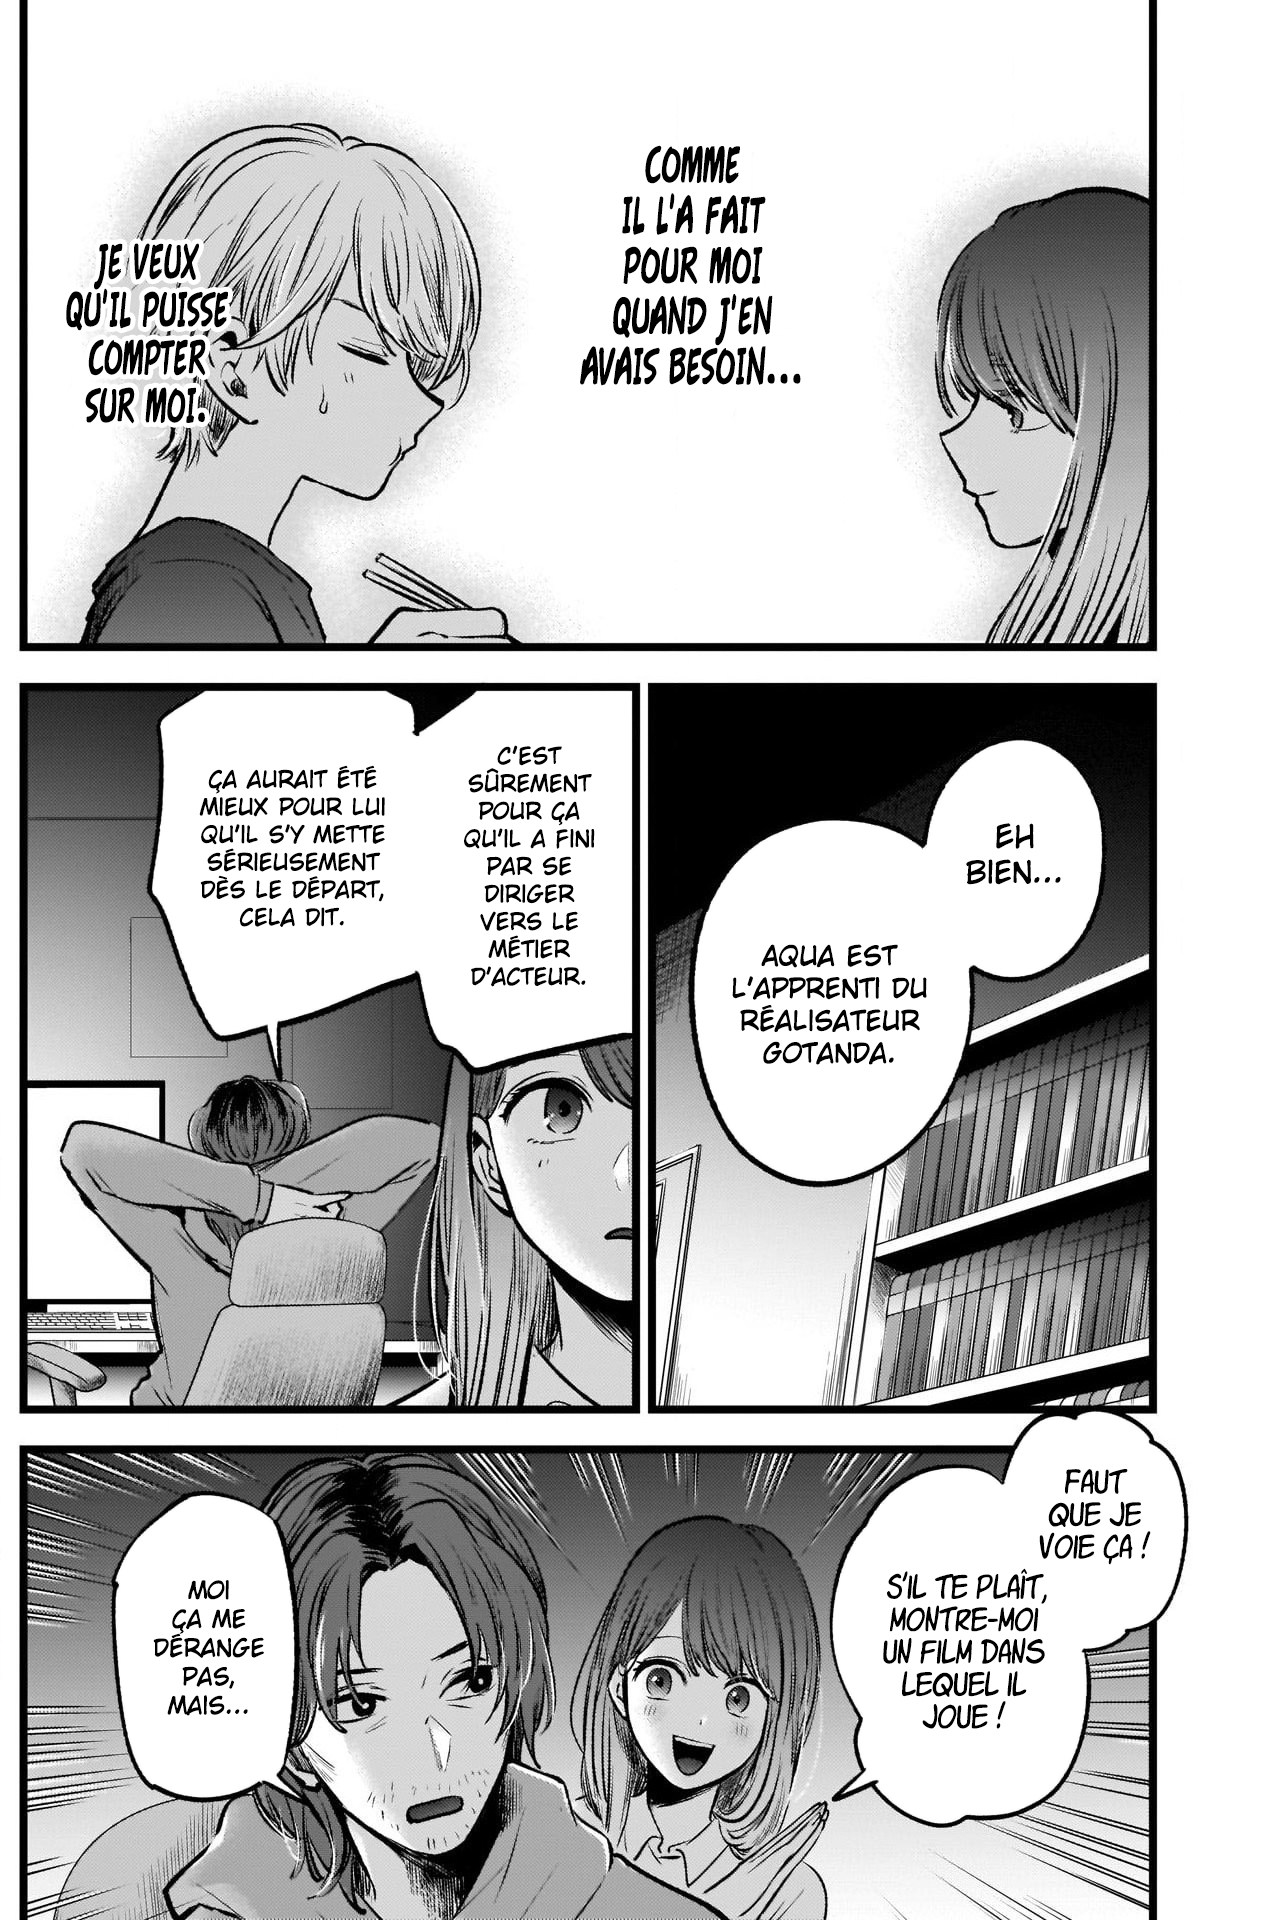 COMME
IL L'A FAIT
POUR MOI
QUAND J'EN
AVAIS BESOIN...
JE VEUX
QU'IL PUISSE
COMPTER
SUR MOI.
EH
BIEN...
AQUA EST
L'APPRENTI DU
RÉALISATEUR
GOTANDA.
C'EST
SÛREMENT
POUR ÇA
QU'IL A FINI
PAR SE
DIRIGER
VERS LE
MÉTIER
D'ACTEUR.
ÇA AURAIT ÉTÉ
MIEUX POUR LUI
QU'IL S'Y METTE
SÉRIEUSEMENT
DÈS LE DÉPART,
CELA DIT.
FAUT
QUE JE
VOIE ÇA !
S'IL TE PLAÎT,
MONTRE-MOI
UN FILM DANS
LEQUEL IL
JOUE !
MOI
ÇA ME
DÉRANGE
PAS,
MAIS...